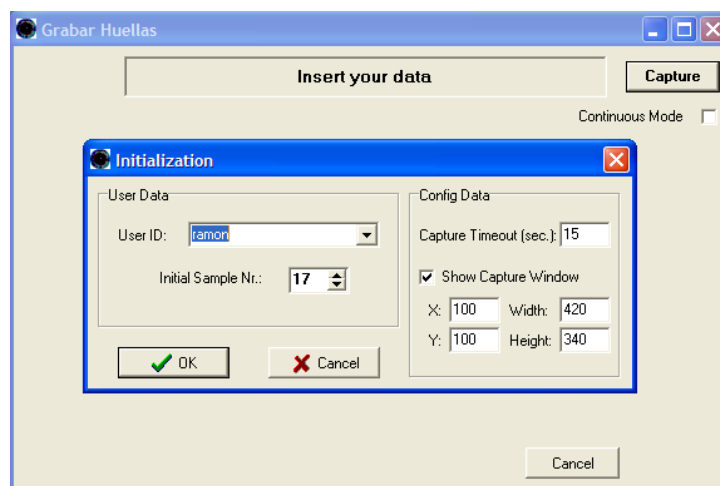 Grabar Huellas
Insert your data
Capture
Continuous Mode
Initialization
User Data
User ID: ramon
Initial Sample Nr.: 17
OK
Cancel
Config Data
Capture Timeout (sec.): 15
Show Capture Window
X: 100 Width: 420
Y: 100 Height: 340
Cancel